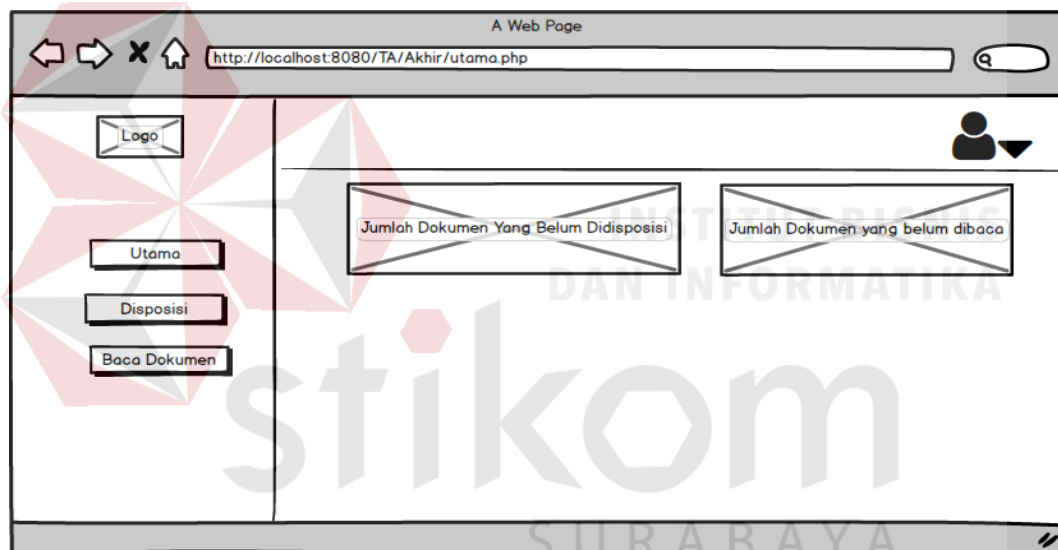 A Web Page
http://localhost:8080/TA/Akhir/utama.php
Logo
Jumlah Dokumen Yang Belum Didisposisi
Jumlah Dokumen yang belum dibaca
Utama
Disposisi
Baca Dokumen
INSTITUT BISNIS
DAN INFORMATIKA
stikom
SURABAYA